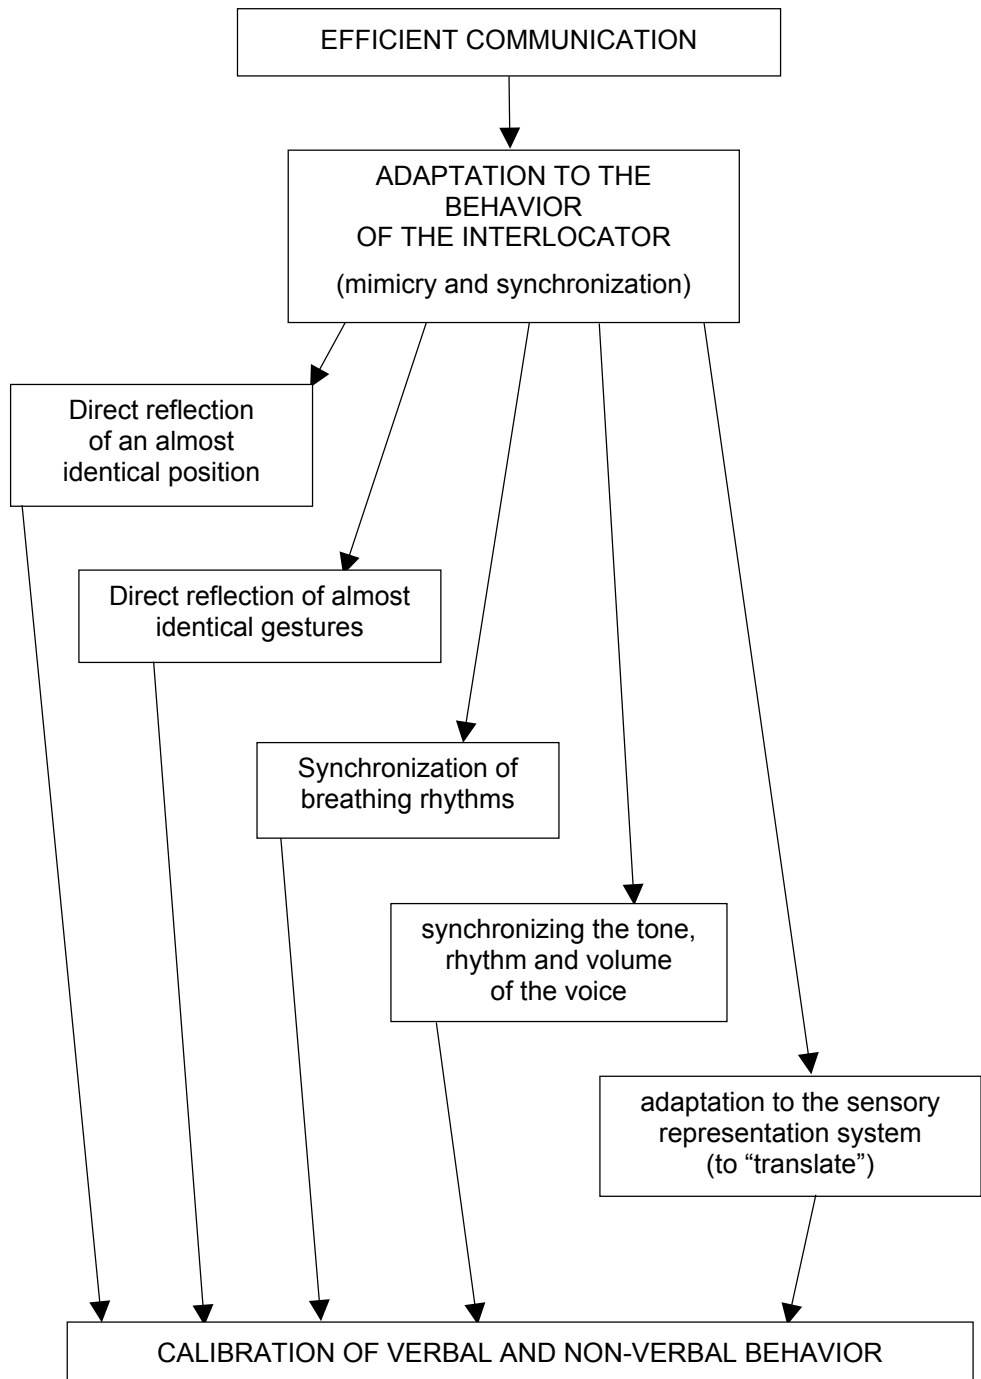 EFFICIENT COMMUNICATION
ADAPTATION TO THE
BEHAVIOR
OF THE INTERLOCATOR
(mimicry and synchronization)
Direct reflection
of an almost
identical position
Direct reflection of almost
identical gestures
Synchronization of
breathing rhythms
synchronizing the tone,
rhythm and volume
of the voice
adaptation to the sensory
representation system
(to “translate”)
CALIBRATION OF VERBAL AND NON-VERBAL BEHAVIOR